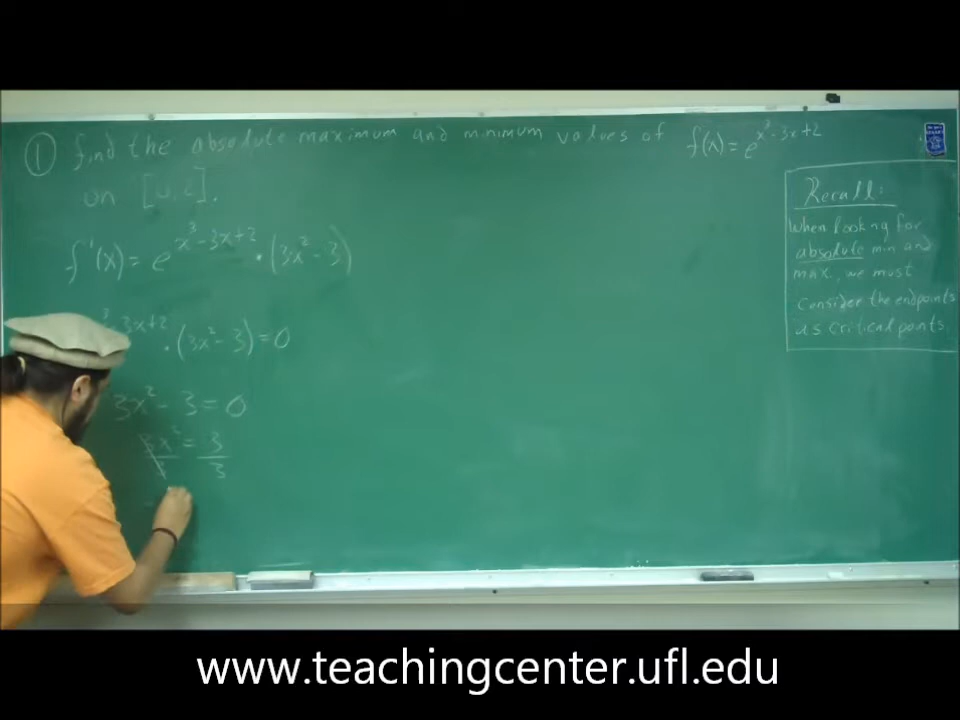 ① find the absolute maximum and minimum values of f(x) = e^{x³-3x+2}
on [0,2].
f'(x) = e^{x³-3x+2} · (3x² - 3)
3x+2 · (3x² - 3) = 0
3x² - 3 = 0
3x² = 3
3
Recall:
When looking for
absolute min and
max., we must
consider the endpoints
as critical points.
www.teachingcenter.ufl.edu